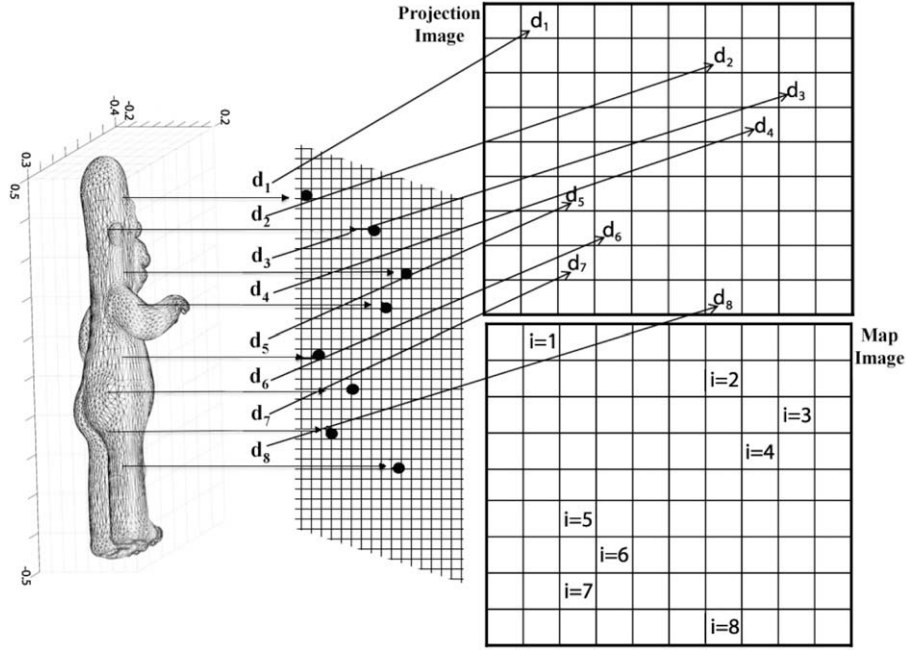 Projection
Image
d₁
d₂
d₃
d₄
d₅
d₆
d₇
d₈
-0.4
-0.2
0.2
0.3
0.5
-0.5
d₁
d₂
d₃
d₄
d₅
d₆
d₇
d₈
Map
Image
i=1
i=2
i=3
i=4
i=5
i=6
i=7
i=8